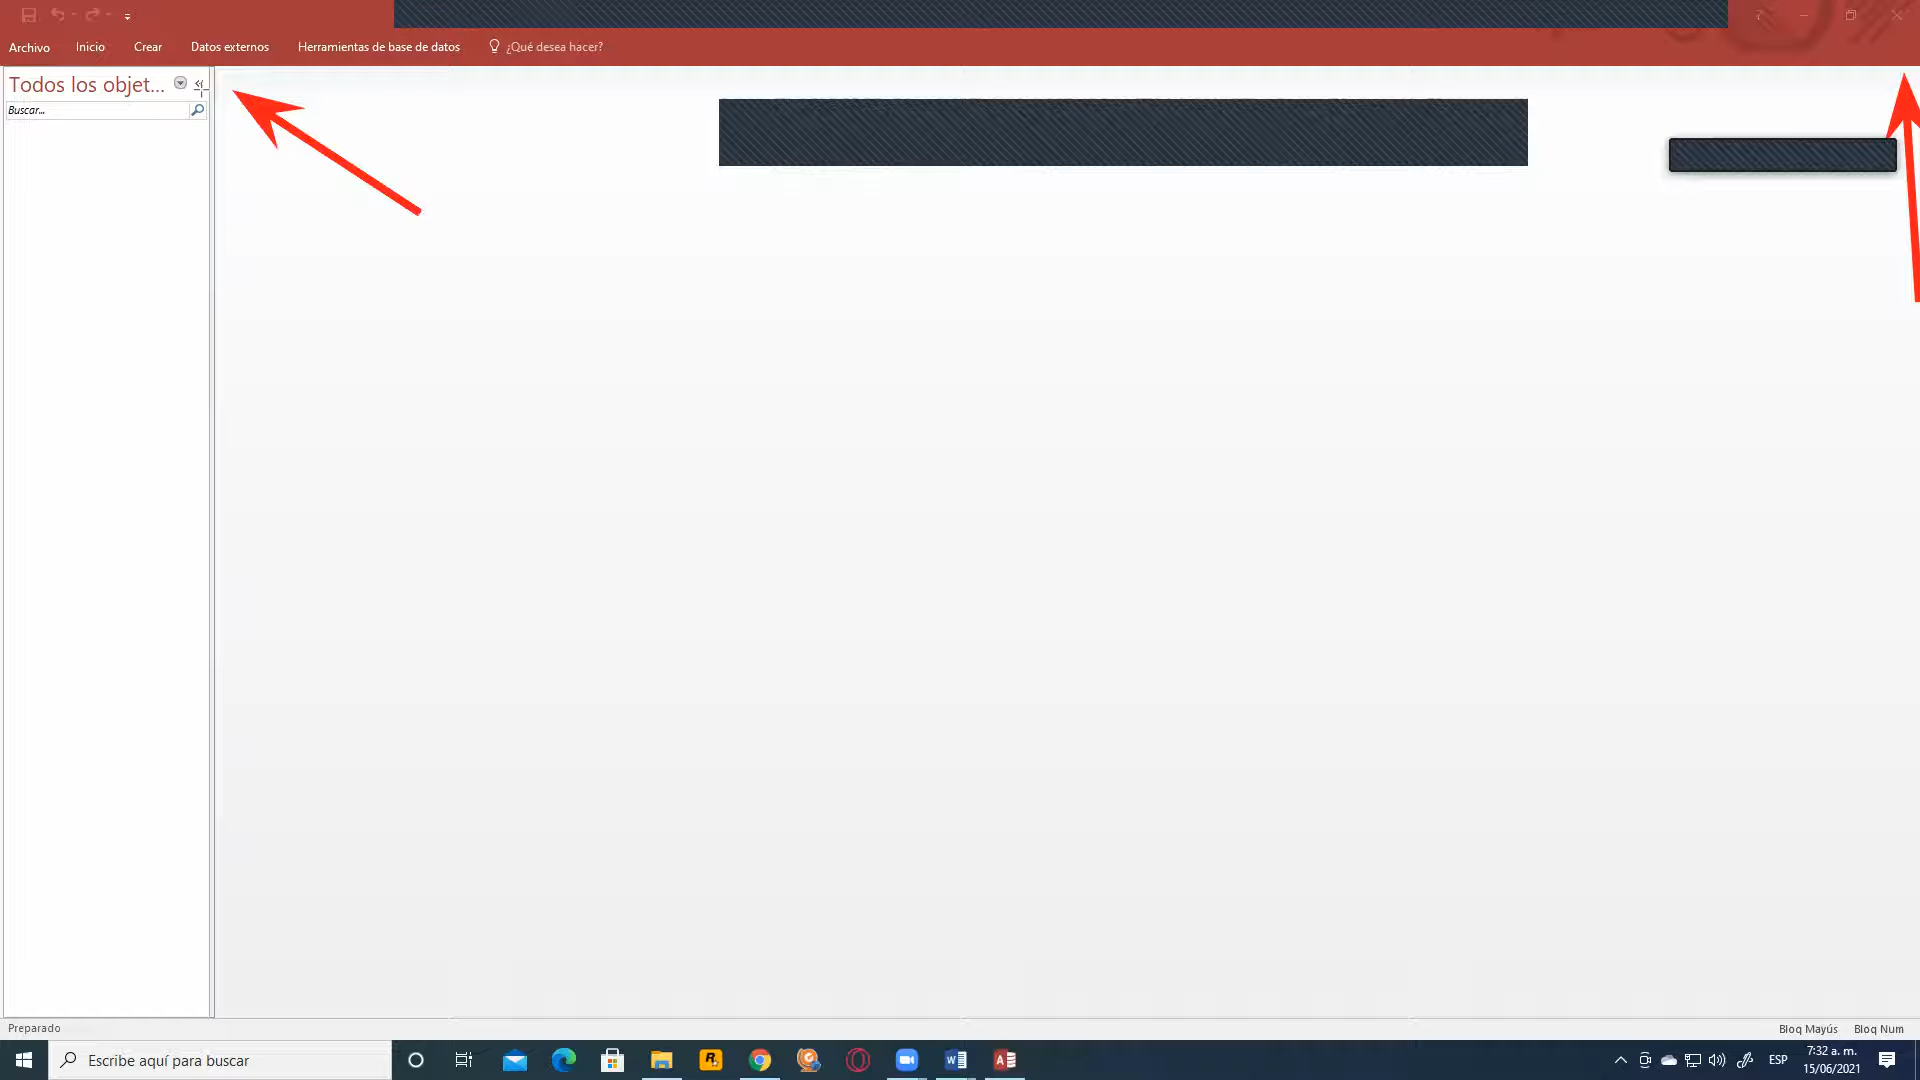 Archivo
Inicio
Crear
Datos externos
Herramientas de base de datos
¿Qué desea hacer?
Todos los objet...
Buscar...
Preparado
Bloq Mayús
Bloq Num
Escribe aquí para buscar
ESP
7:32 a. m.
15/06/2021